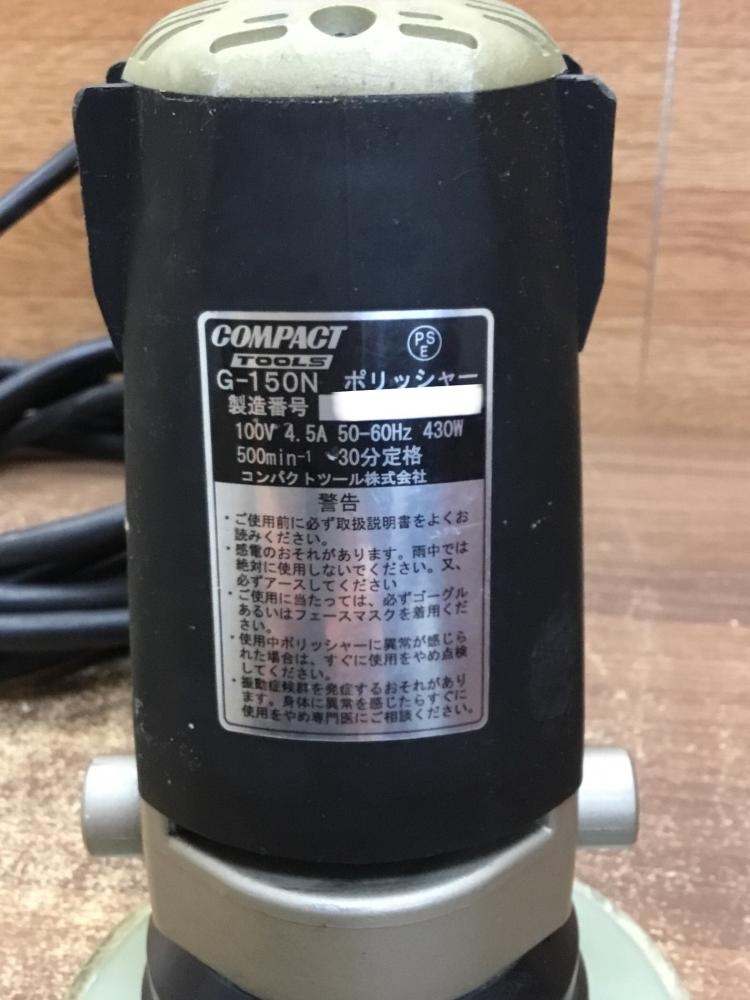 COMPACT
TOOLS
PS
E
G-150N ポリッシャー
製造番号
100V 4.5A 50-60Hz 430W
500min-1 30分定格
コンパクトツール株式会社
警告
・ご使用前に必ず取扱説明書をよくお
読みください。
・感電のおそれがあります。雨中では
絶対に使用しないでください。又、
必ずアースしてください
・ご使用に当たっては、必ずゴーグル
あるいはフェースマスクを着用くだ
さい。
・使用中ポリッシャーに異常が感じら
れた場合は、すぐに使用をやめ点検
してください。
・振動症候群を発症するおそれがあり
ます。身体に異常を感じたらすぐに
使用をやめ専門医にご相談ください。